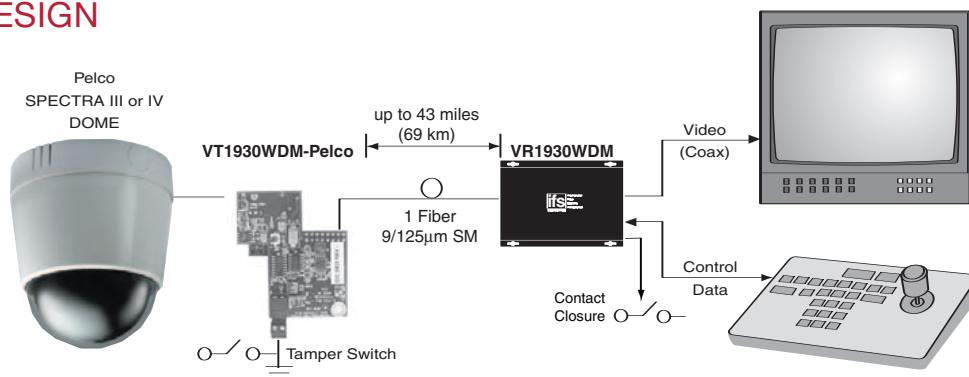 ESIGN
Pelco
SPECTRA III or IV
DOME
VT1930WDM-Pelco
up to 43 miles
(69 km)
VR1930WDM
ifs
1 Fiber
9/125µm SM
Video
(Coax)
Control
Data
Contact
Closure
Tamper Switch